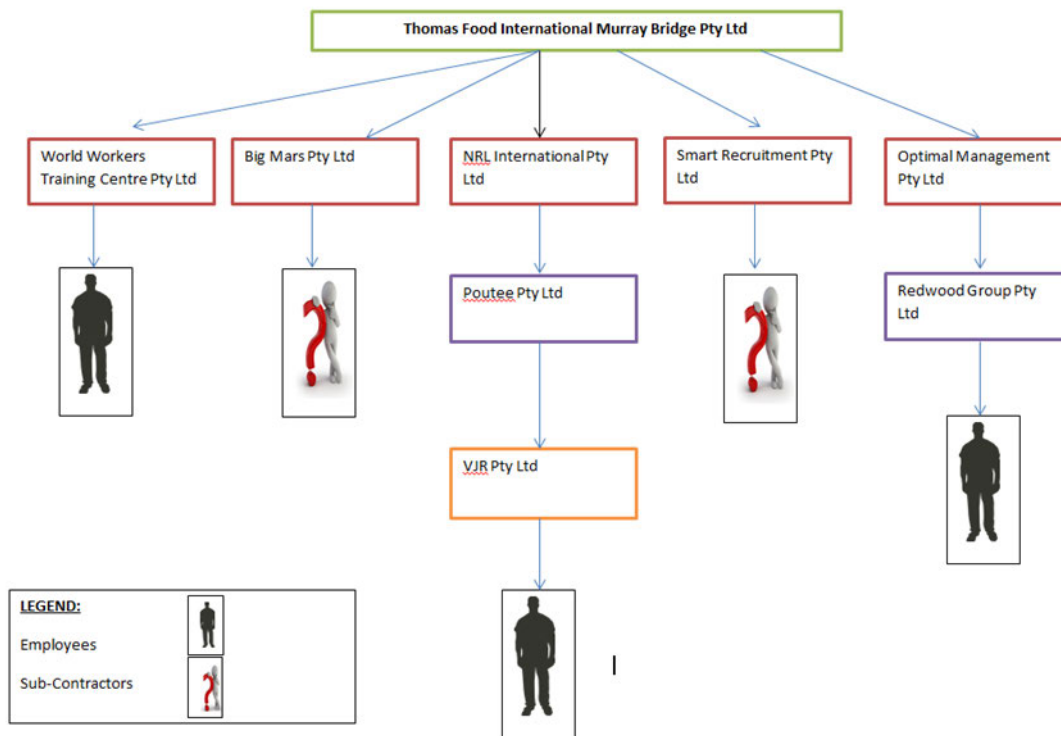 Thomas Food International Murray Bridge Pty Ltd
World Workers
Training Centre Pty Ltd
Big Mars Pty Ltd
NRL International Pty
Ltd
Smart Recruitment Pty
Ltd
Optimal Management
Pty Ltd
Poutee Pty Ltd
Redwood Group Pty
Ltd
VJR Pty Ltd
LEGEND:
Employees
Sub-Contractors